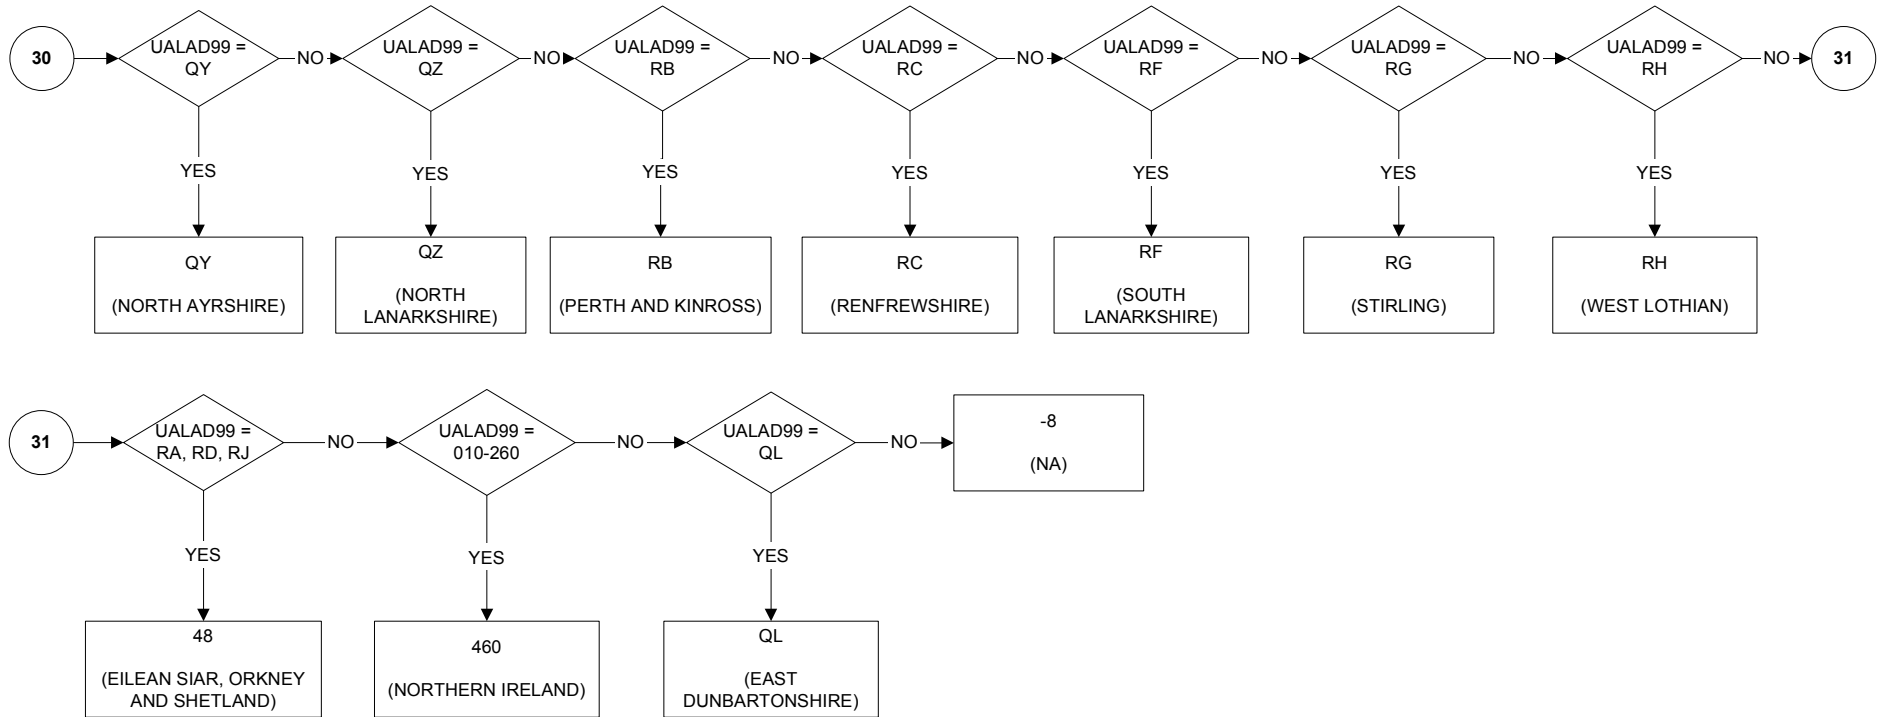 30
UALAD99 =
QY
NO
UALAD99 =
QZ
NO
UALAD99 =
RB
NO
UALAD99 =
RC
NO
UALAD99 =
RF
NO
UALAD99 =
RG
NO
UALAD99 =
RH
NO
31
YES
YES
YES
YES
YES
YES
YES
QY
(NORTH AYRSHIRE)
QZ
(NORTH
LANARKSHIRE)
RB
(PERTH AND KINROSS)
RC
(RENFREWSHIRE)
RF
(SOUTH
LANARKSHIRE)
RG
(STIRLING)
RH
(WEST LOTHIAN)
31
UALAD99 =
RA, RD, RJ
NO
UALAD99 =
010-260
NO
UALAD99 =
QL
NO
-8
(NA)
YES
YES
YES
48
(EILEAN SIAR, ORKNEY
AND SHETLAND)
460
(NORTHERN IRELAND)
QL
(EAST
DUNBARTONSHIRE)